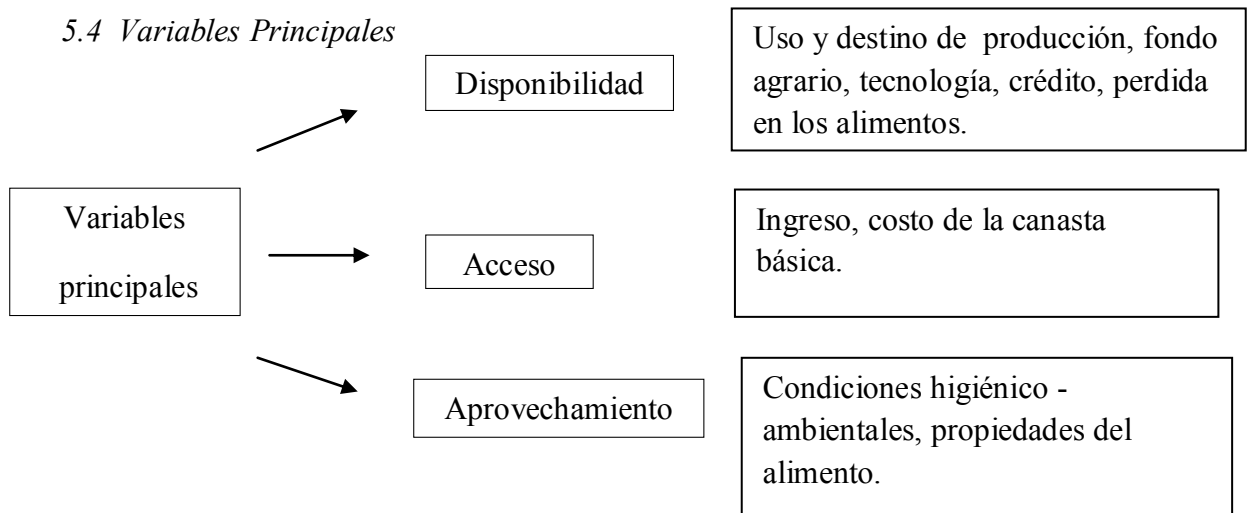 5.4 Variables Principales
Variables
principales
Disponibilidad
Uso y destino de producción, fondo
agrario, tecnología, crédito, perdida
en los alimentos.
Acceso
Ingreso, costo de la canasta
básica.
Aprovechamiento
Condiciones higiénico -
ambientales, propiedades del
alimento.